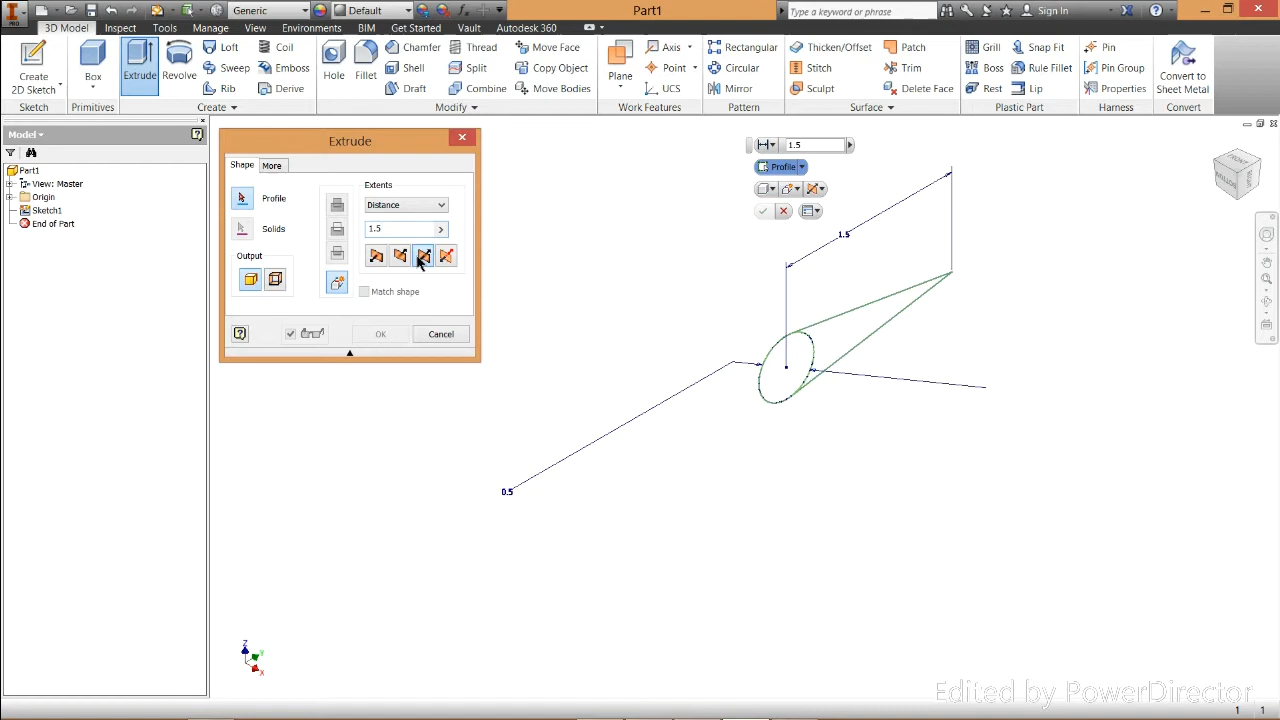 PRO
Generic
Default
Part1
Type a keyword or phrase
Sign In
3D Model Inspect Tools Manage View Environments BIM Get Started Vault Autodesk 360
Create
2D Sketch
Box
Extrude
Revolve
Loft
Sweep
Rib
Coil
Emboss
Derive
Hole
Fillet
Chamfer
Shell
Draft
Thread
Split
Combine
Move Face
Copy Object
Move Bodies
Plane
Axis
Point
UCS
Rectangular
Circular
Mirror
Thicken/Offset
Stitch
Sculpt
Patch
Trim
Delete Face
Grill
Boss
Rest
Snap Fit
Rule Fillet
Lip
Pin
Pin Group
Properties
Convert to
Sheet Metal
Sketch Primitives Create Modify Work Features Pattern Surface Plastic Part Harness Convert
Model
Part1
View: Master
Origin
Sketch1
End of Part
Extrude
Shape More
Profile
Solids
Output
Extents
Distance
1.5
Match shape
OK Cancel
1.5
Profile
1.5
0.5
FRONT
BOTTOM
Z
Y
X
Edited by PowerDirector
1 1